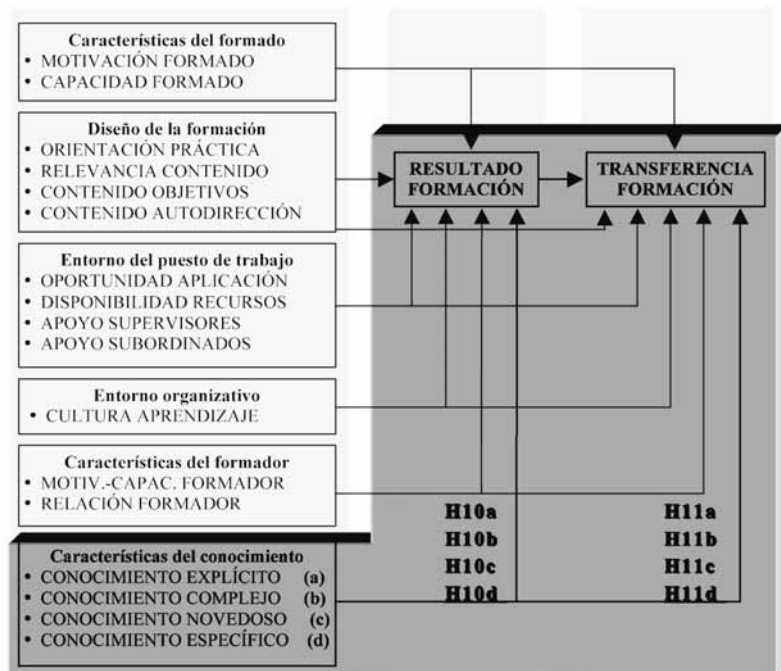 Características del formado
• MOTIVACIÓN FORMADO
• CAPACIDAD FORMADO
Diseño de la formación
• ORIENTACIÓN PRÁCTICA
• RELEVANCIA CONTENIDO
• CONTENIDO OBJETIVOS
• CONTENIDO AUTODIRECCIÓN
RESULTADO
FORMACIÓN
TRANSFERENCIA
FORMACIÓN
Entorno del puesto de trabajo
• OPORTUNIDAD APLICACIÓN
• DISPONIBILIDAD RECURSOS
• APOYO SUPERVISORES
• APOYO SUBORDINADOS
Entorno organizativo
• CULTURA APRENDIZAJE
Características del formador
• MOTIV.-CAPAC. FORMADOR
• RELACIÓN FORMADOR
H10a
H10b
H10c
H10d
H11a
H11b
H11c
H11d
Características del conocimiento
• CONOCIMIENTO EXPLÍCITO (a)
• CONOCIMIENTO COMPLEJO (b)
• CONOCIMIENTO NOVEDOSO (c)
• CONOCIMIENTO ESPECÍFICO (d)